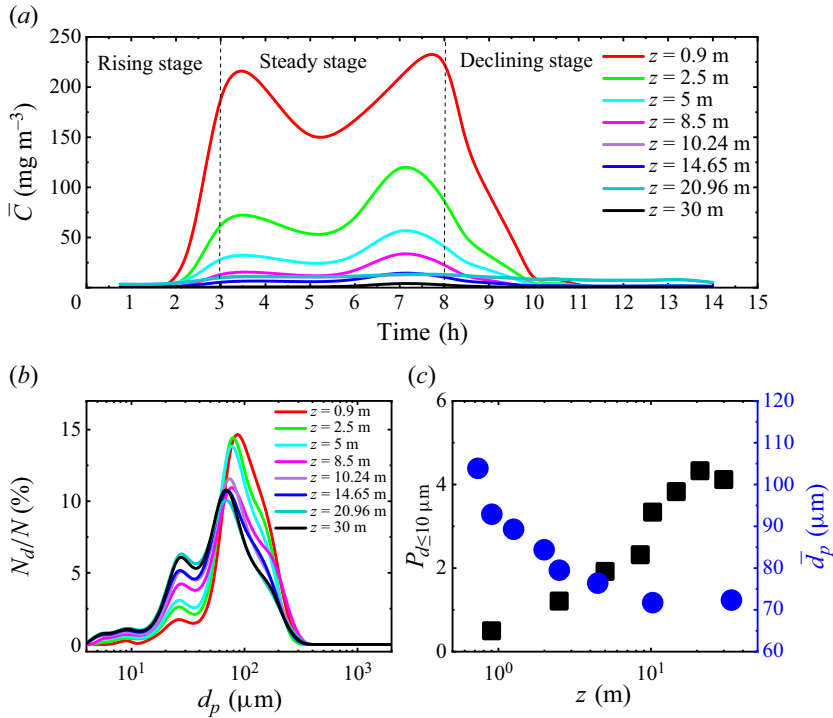 (a)
250
200
150
100
50
0
C̅ (mg m⁻³)
Rising stage
Steady stage
Declining stage
z = 0.9 m
z = 2.5 m
z = 5 m
z = 8.5 m
z = 10.24 m
z = 14.65 m
z = 20.96 m
z = 30 m
1 2 3 4 5 6 7 8 9 10 11 12 13 14 15
Time (h)
(b)
15
10
5
0
N_d/N (%)
z = 0.9 m
z = 2.5 m
z = 5 m
z = 8.5 m
z = 10.24 m
z = 14.65 m
z = 20.96 m
z = 30 m
10¹ 10² 10³
d_p (μm)
(c)
6
4
2
0
P_d≤10 μm
120
110
100
90
80
70
60
d̅_p (μm)
10⁰ 10¹
z (m)